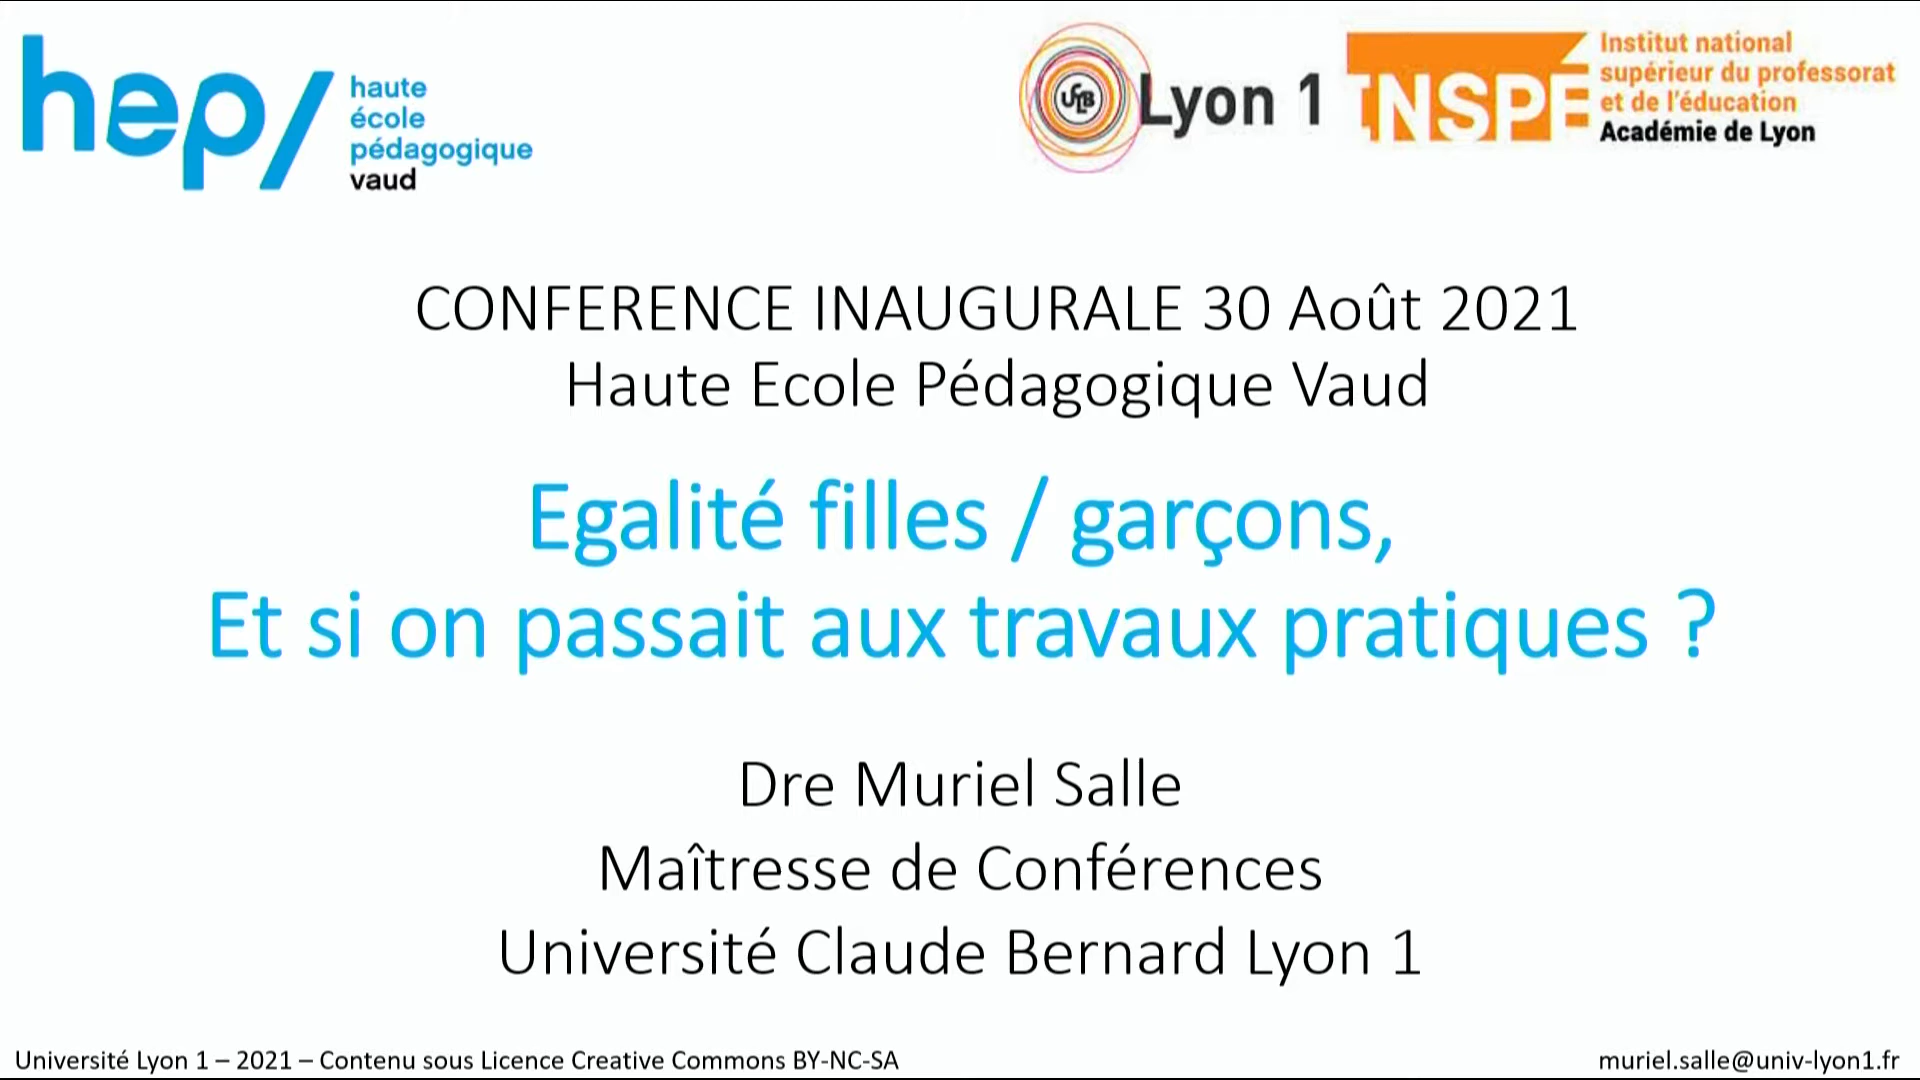 hep/
haute
école
pédagogique
vaud
UCLB
Lyon 1
INSPÉ
Institut national
supérieur du professorat
et de l'éducation
Académie de Lyon
CONFERENCE INAUGURALE 30 Août 2021
Haute Ecole Pédagogique Vaud
Egalité filles / garçons,
Et si on passait aux travaux pratiques ?
Dre Muriel Salle
Maîtresse de Conférences
Université Claude Bernard Lyon 1
Université Lyon 1 – 2021 – Contenu sous Licence Creative Commons BY-NC-SA
muriel.salle@univ-lyon1.fr